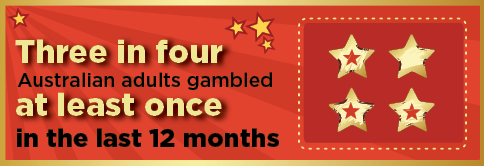 Three in four
Australian adults gambled
at least once
in the last 12 months